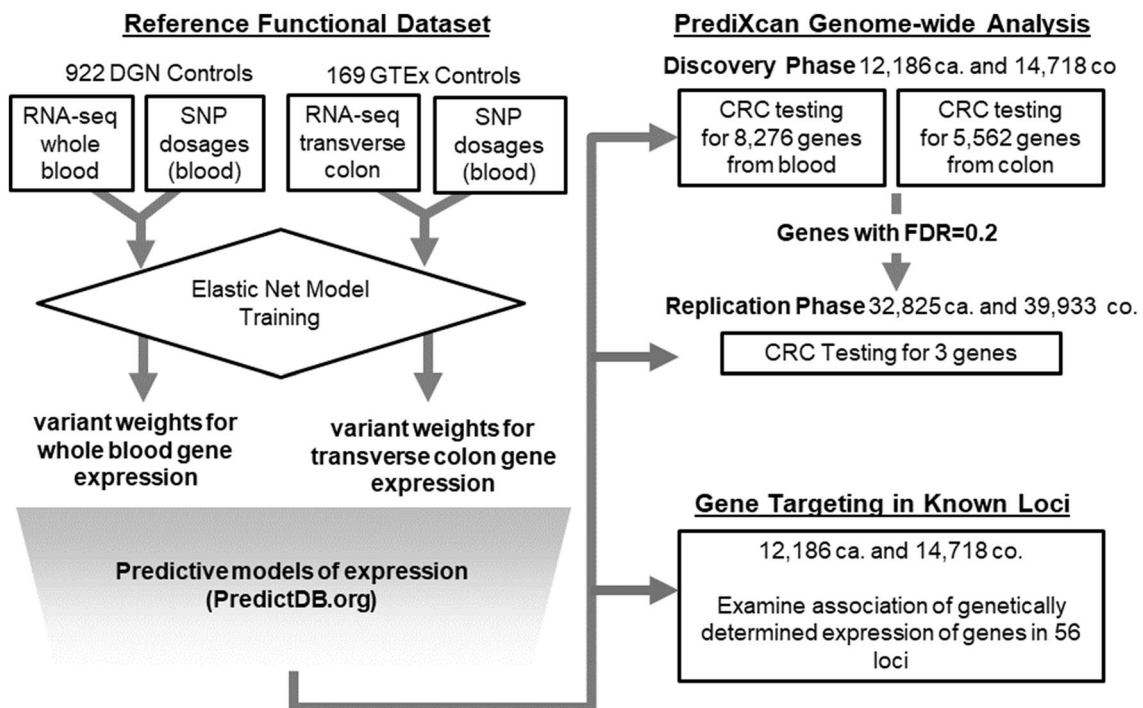 Reference Functional Dataset
922 DGN Controls
169 GTEx Controls
RNA-seq
whole
blood
SNP
dosages
(blood)
RNA-seq
transverse
colon
SNP
dosages
(blood)
Elastic Net Model
Training
variant weights for
whole blood gene
expression
variant weights for
transverse colon gene
expression
Predictive models of expression
(PredictDB.org)
PrediXcan Genome-wide Analysis
Discovery Phase 12,186 ca. and 14,718 co
CRC testing
for 8,276 genes
from blood
CRC testing
for 5,562 genes
from colon
Genes with FDR=0.2
Replication Phase 32,825 ca. and 39,933 co.
CRC Testing for 3 genes
Gene Targeting in Known Loci
12,186 ca. and 14,718 co.
Examine association of genetically
determined expression of genes in 56
loci